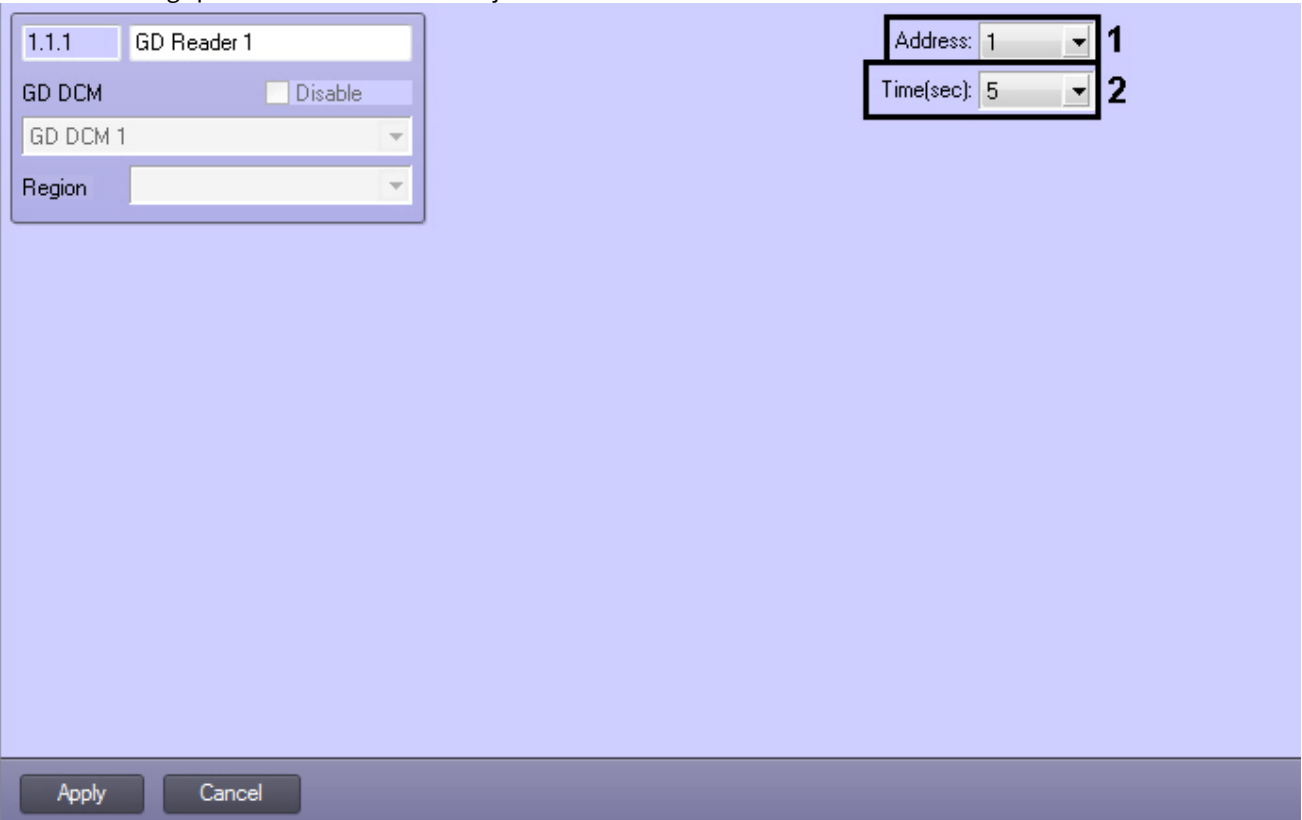 1.1.1 GD Reader 1
GD DCM Disable
GD DCM 1
Region
Address: 1 1
Time(sec): 5 2
Apply Cancel